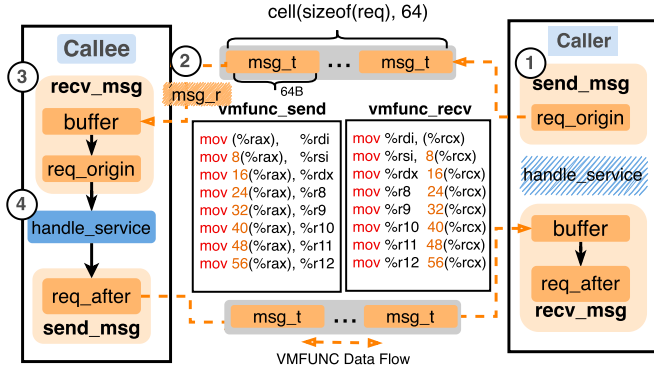 cell(sizeof(req), 64)
Callee
Caller
2
msg_t ... msg_t
1
3
recv_msg
64B
send_msg
msg_r
vmfunc_send
vmfunc_recv
buffer
req_origin
mov (%rax), %rdi
mov 8(%rax), %rsi
mov 16(%rax), %rdx
mov 24(%rax), %r8
mov 32(%rax), %r9
mov 40(%rax), %r10
mov 48(%rax), %r11
mov 56(%rax), %r12
mov %rdi, (%rcx)
mov %rsi, 8(%rcx)
mov %rdx 16(%rcx)
mov %r8 24(%rcx)
mov %r9 32(%rcx)
mov %r10 40(%rcx)
mov %r11 48(%rcx)
mov %r12 56(%rcx)
req_origin
handle_service
4
handle_service
buffer
req_after
send_msg
req_after
recv_msg
msg_t ... msg_t
VMFUNC Data Flow